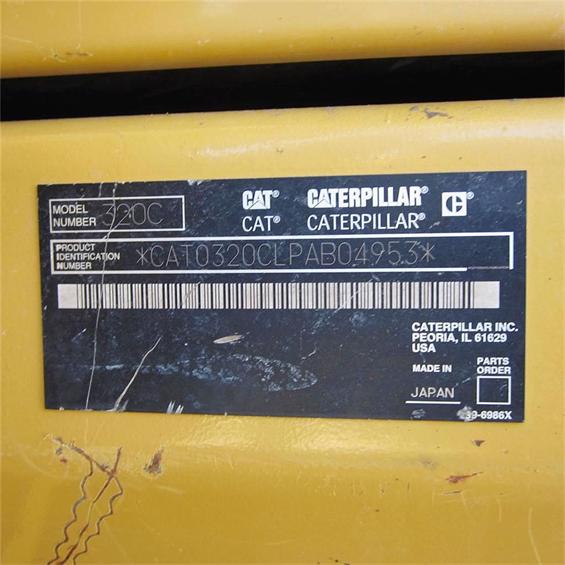 MODEL NUMBER 320C
CAT® CATERPILLAR® C
CAT® CATERPILLAR®
PRODUCT IDENTIFICATION NUMBER *CAT0320CLPAB04953*
CATERPILLAR INC.
PEORIA, IL 61629
USA
MADE IN
JAPAN
PARTS
ORDER